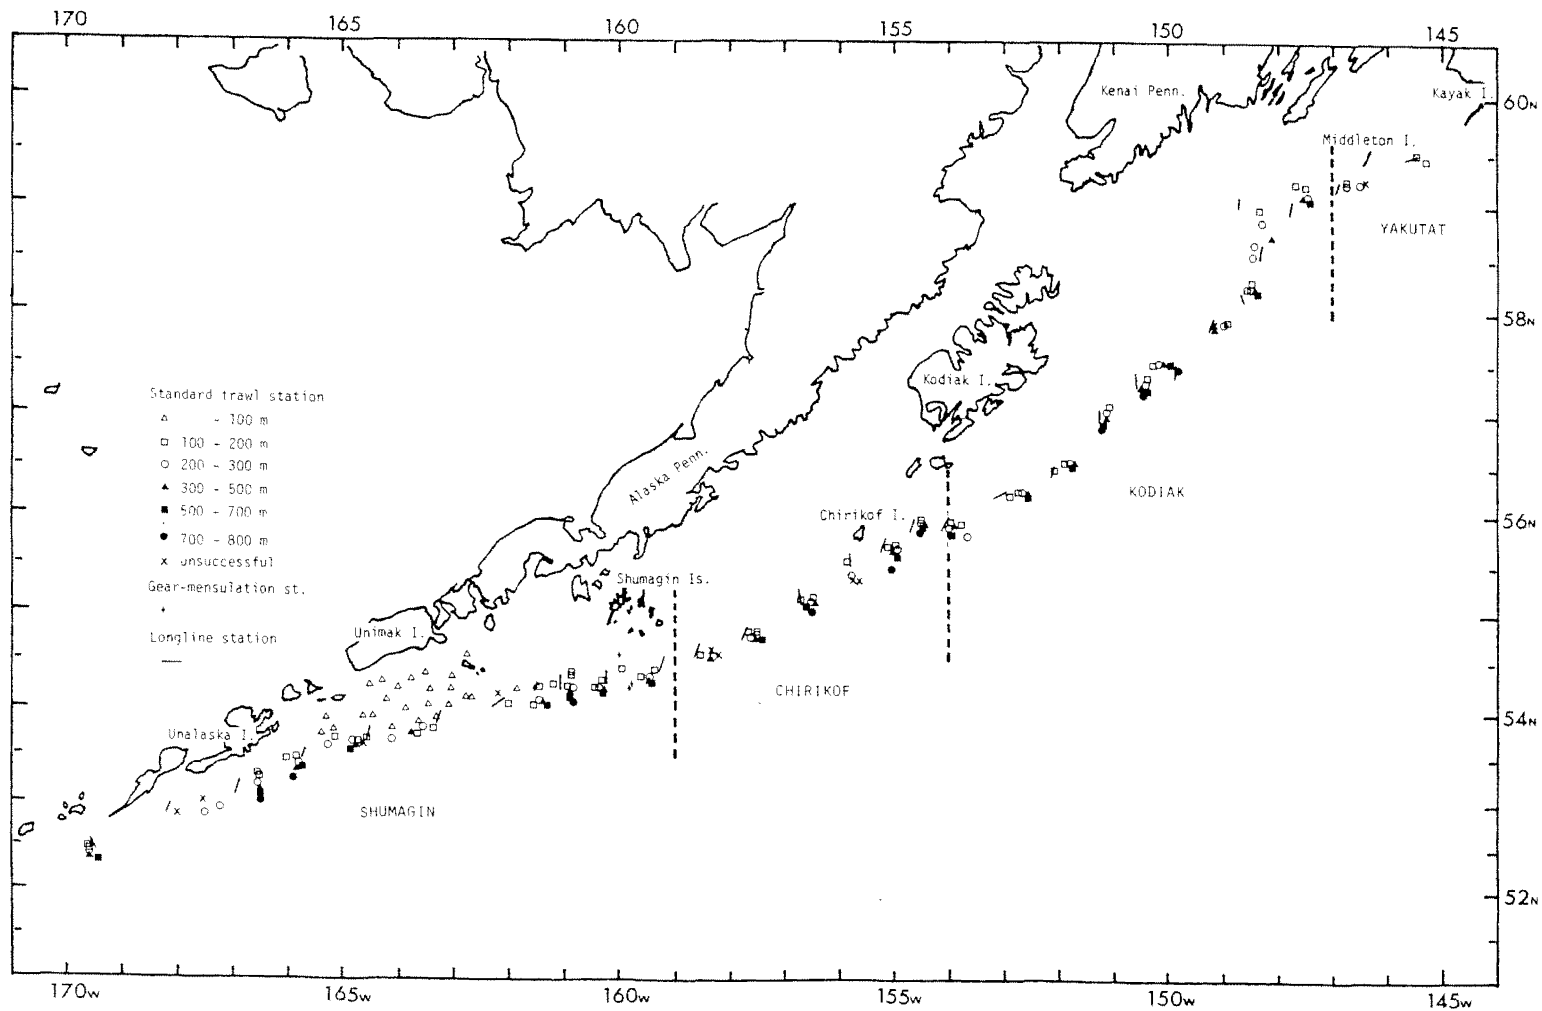 170 165 160 155 150 145
Kenai Penn.
Kayak I.
60N
Middleton I.
YAKUTAT
58N
Kodiak I.
Standard trawl station
- 100 m
100 - 200 m
200 - 300 m
300 - 500 m
500 - 700 m
700 - 800 m
x unsuccessful
Gear-mensulation st.
+
Longline station
Alaska Penn.
KODIAK
Chirikof I.
56N
Shumagin Is.
Unimak I.
CHIRIKOF
54N
Unalaska I.
SHUMAGIN
52N
170W 165W 160W 155W 150W 145W